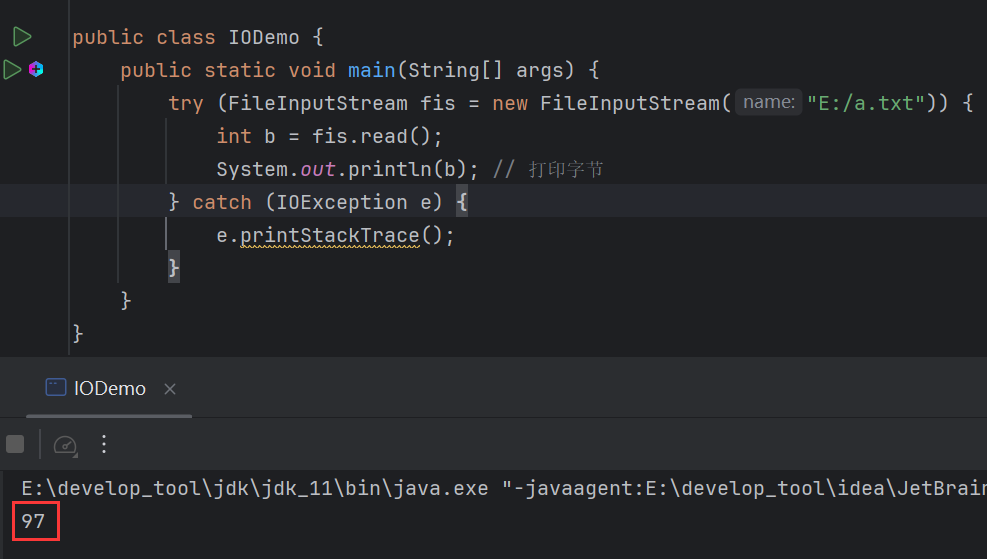 public class IODemo {
public static void main(String[] args) {
try (FileInputStream fis = new FileInputStream( name: "E:/a.txt")) {
int b = fis.read();
System.out.println(b); // 打印字节
} catch (IOException e) {
e.printStackTrace();
}
}
}
IODemo
E:\develop_tool\jdk\jdk_11\bin\java.exe "-javaagent:E:\develop_tool\idea\JetBrain
97